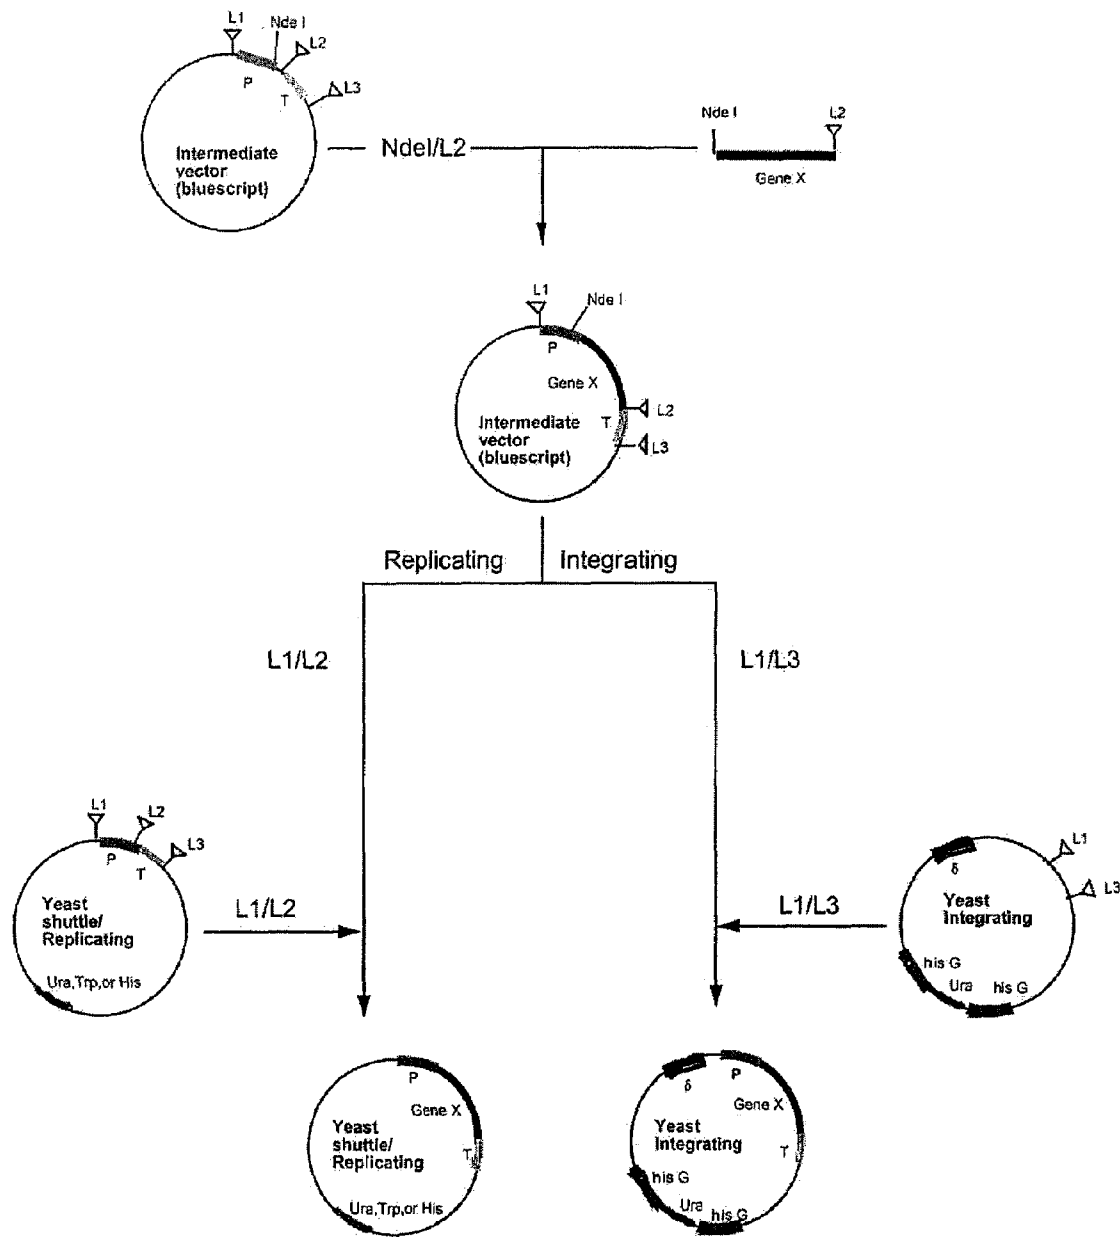 L1
Nde I
L2
L3
P
T
Intermediate
vector
(bluescript)
NdeI/L2
Nde I
L2
Gene X
L1
Nde I
P
Gene X
L2
T
L3
Intermediate
vector
(bluescript)
Replicating
Integrating
L1/L2
L1/L3
L1
L2
L3
P
T
Yeast
shuttle/
Replicating
Ura,Trp,or His
L1/L2
L1/L3
δ
L1
L3
Yeast
Integrating
his G
Ura
his G
P
Gene X
T
Yeast
shuttle/
Replicating
Ura,Trp,or His
δ
P
Gene X
T
Yeast
Integrating
his G
Ura
his G